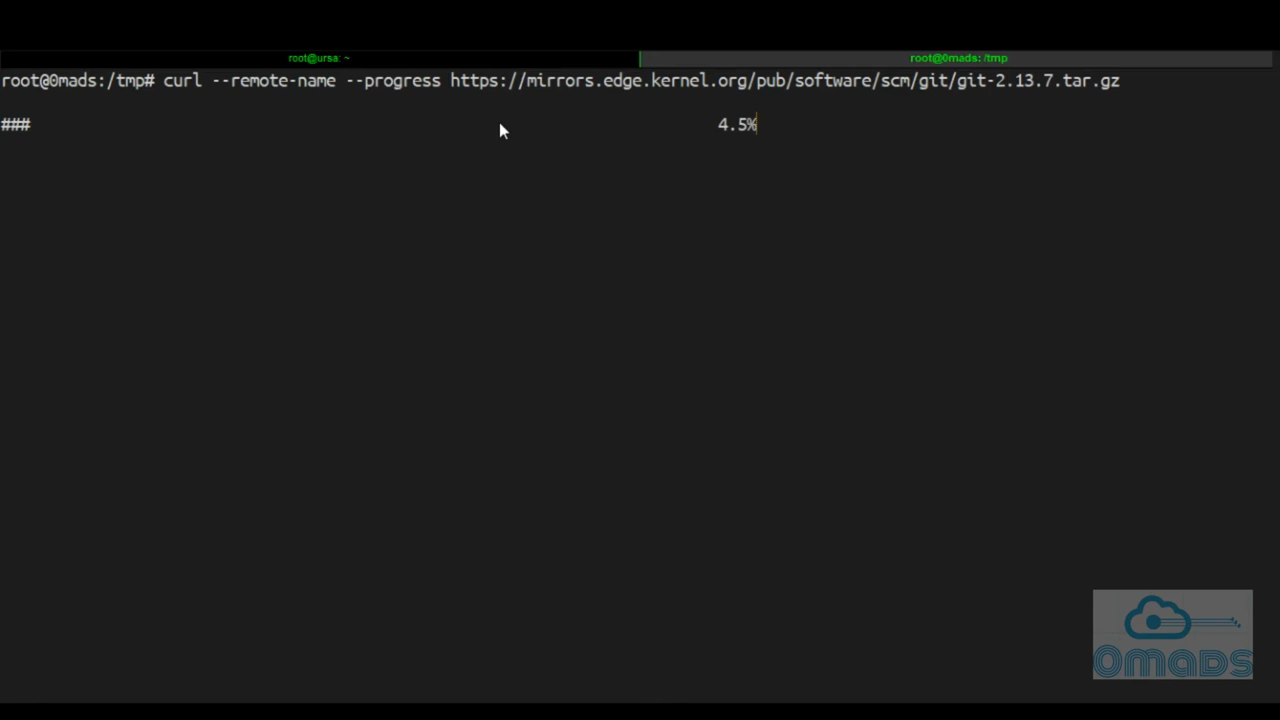 root@ursa: ~
root@0mads: /tmp
root@0mads:/tmp# curl --remote-name --progress https://mirrors.edge.kernel.org/pub/software/scm/git/git-2.13.7.tar.gz
### 4.5%
0mads